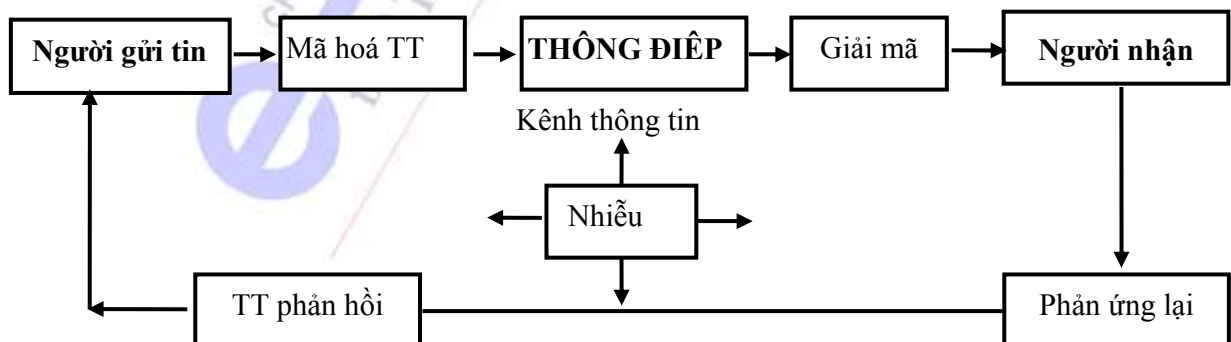 Người gửi tin
Mã hoá TT
THÔNG ĐIÊP
Giải mã
Người nhận
Kênh thông tin
Nhiễu
TT phản hồi
Phản ứng lại